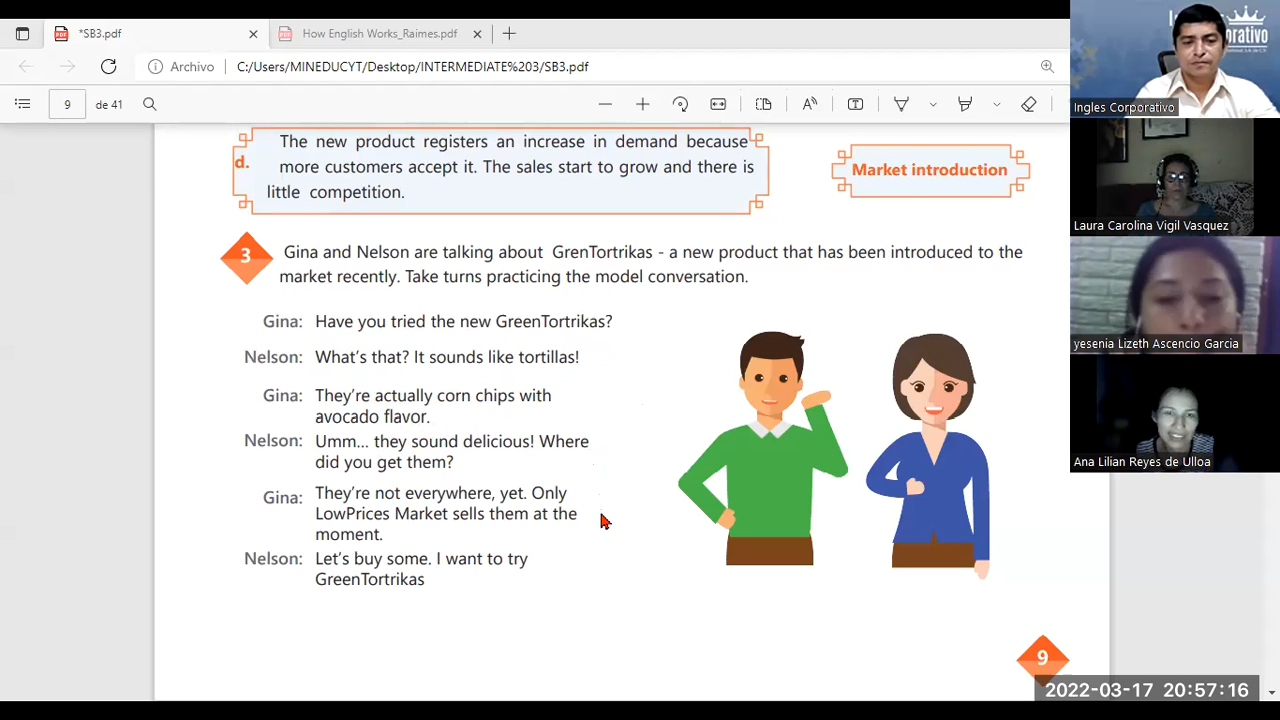 *SB3.pdf
How English Works_Raimes.pdf
Archivo
C:/Users/MINEDUCYT/Desktop/INTERMEDIATE%203/SB3.pdf
9
de 41
The new product registers an increase in demand because
d.
more customers accept it. The sales start to grow and there is
little competition.
Market introduction
3
Gina and Nelson are talking about GrenTortrikas - a new product that has been introduced to the
market recently. Take turns practicing the model conversation.
Gina: Have you tried the new GreenTortrikas?
Nelson: What's that? It sounds like tortillas!
Gina: They're actually corn chips with
avocado flavor.
Nelson: Umm... they sound delicious! Where
did you get them?
Gina: They're not everywhere, yet. Only
LowPrices Market sells them at the
moment.
Nelson: Let's buy some. I want to try
GreenTortrikas
9
Ingles Corporativo
Laura Carolina Vigil Vasquez
yesenia Lizeth Ascencio Garcia
Ana Lilian Reyes de Ulloa
2022-03-17 20:57:16